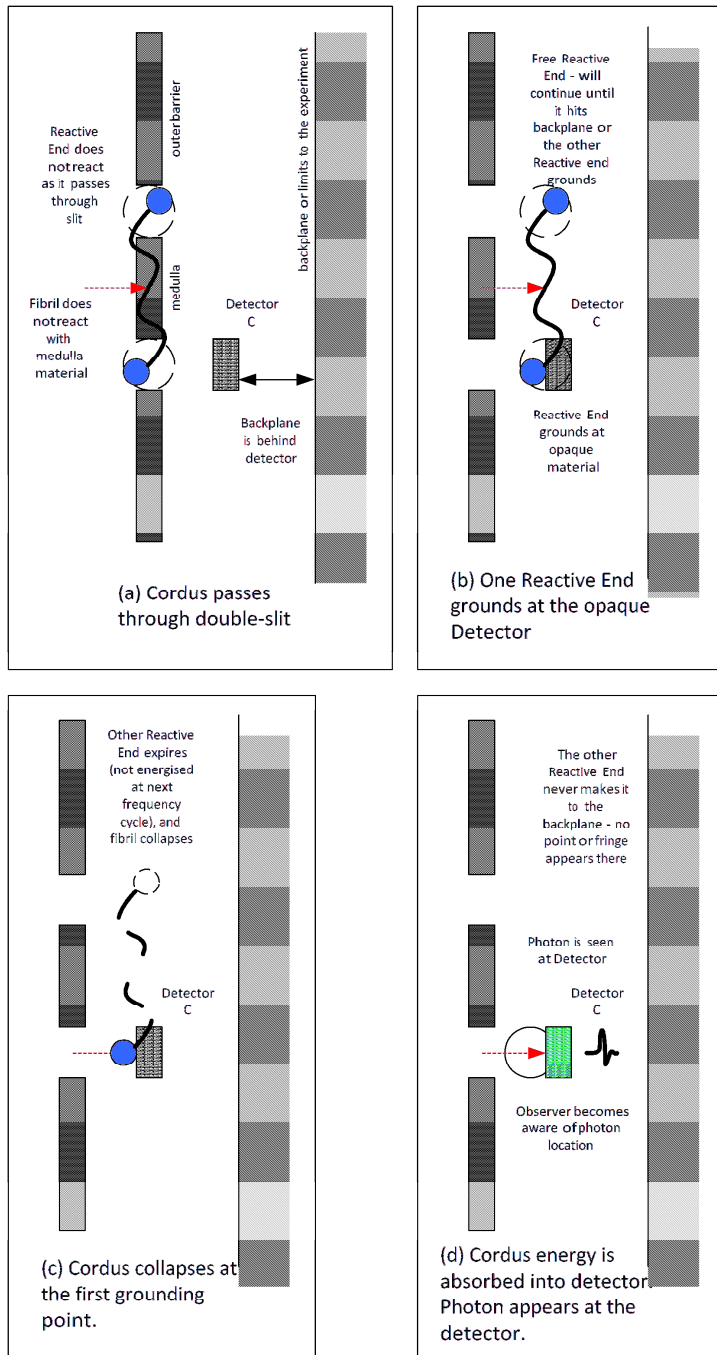 Reactive
End does
not react
as it passes
through
slit
outerbarrier
backplane or limits to the experiment
medulla
Fibril does
not react
with
medulla
material
Detector
C
Backplane
is behind
detector
(a) Cordus passes
through double-slit
Free Reactive
End - will
continue until
it hits
backplane or
the other
Reactive end
grounds
Detector
C
Reactive End
grounds at
opaque
material
(b) One Reactive End
grounds at the opaque
Detector
Other Reactive
End expires
(not energised
at next
frequency
cycle), and
fibril collapses
Detector
C
(c) Cordus collapses at
the first grounding
point.
The other
Reactive End
never makes it
to the
backplane - no
point or fringe
appears there
Photon is seen
at Detector
Detector
C
Observer becomes
aware of photon
location
(d) Cordus energy is
absorbed into detector.
Photon appears at the
detector.